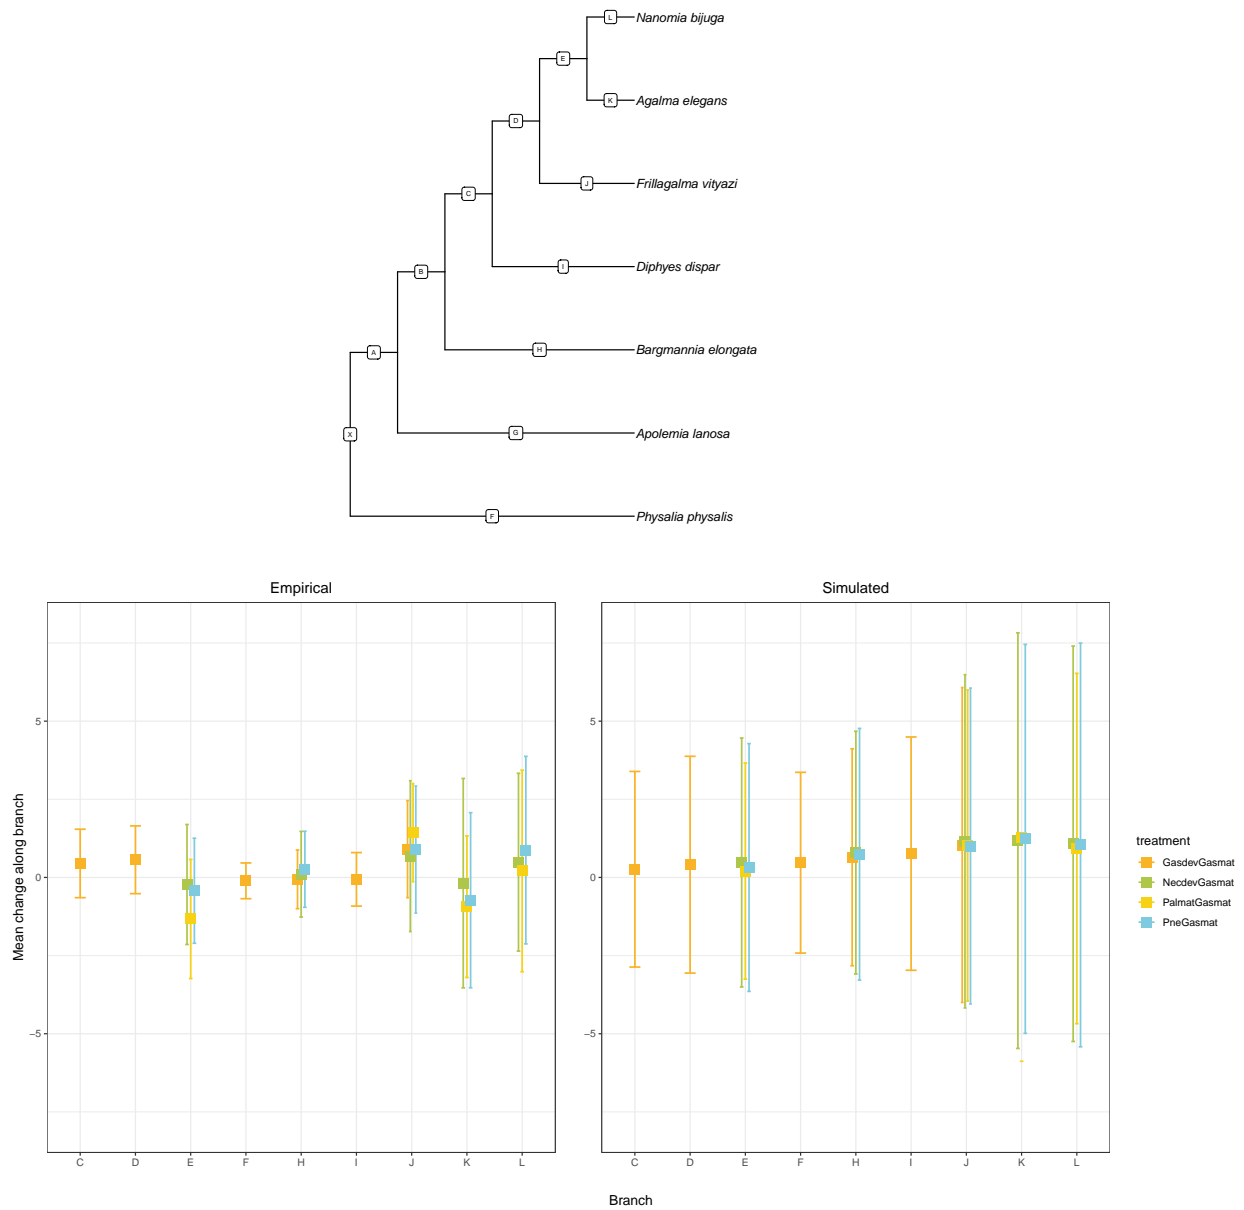 L
Nanomia bijuga
E
K
Agalma elegans
D
J
Frillagalma vityazi
C
I
Diphyes dispar
B
H
Bargmannia elongata
A
G
Apolemia lanosa
X
F
Physalia physalis
Empirical
Simulated
Mean change along branch
5
0
−5
5
0
−5
C D E F H I J K L
C D E F H I J K L
Branch
treatment
GasdevGasmat
NecdevGasmat
PalmatGasmat
PneGasmat